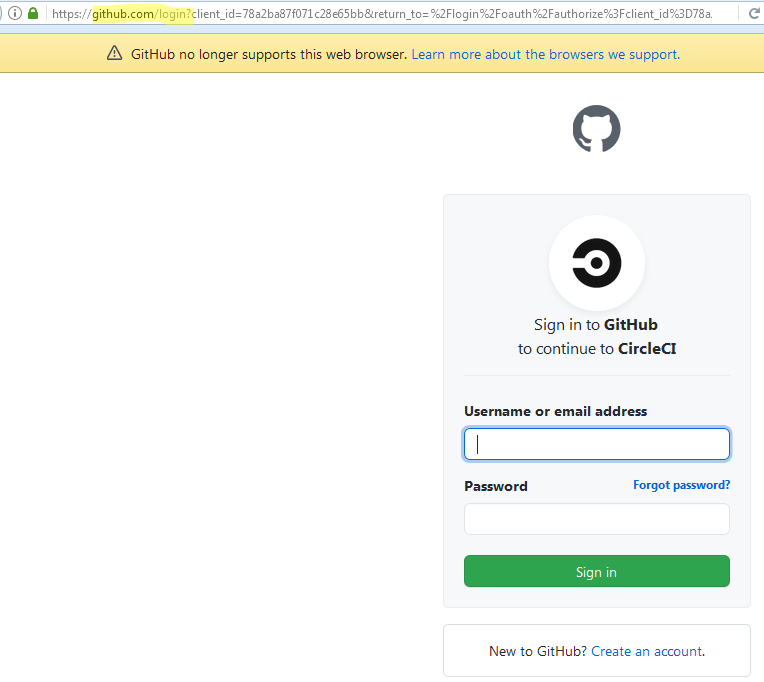 https://github.com/login?client_id=78a2ba87f071c28e65bb&return_to=%2Flogin%2Foauth%2Fauthorize%3Fclient_id%3D78a.
GitHub no longer supports this web browser. Learn more about the browsers we support.
Sign in to GitHub
to continue to CircleCI
Username or email address
Password Forgot password?
Sign in
New to GitHub? Create an account.